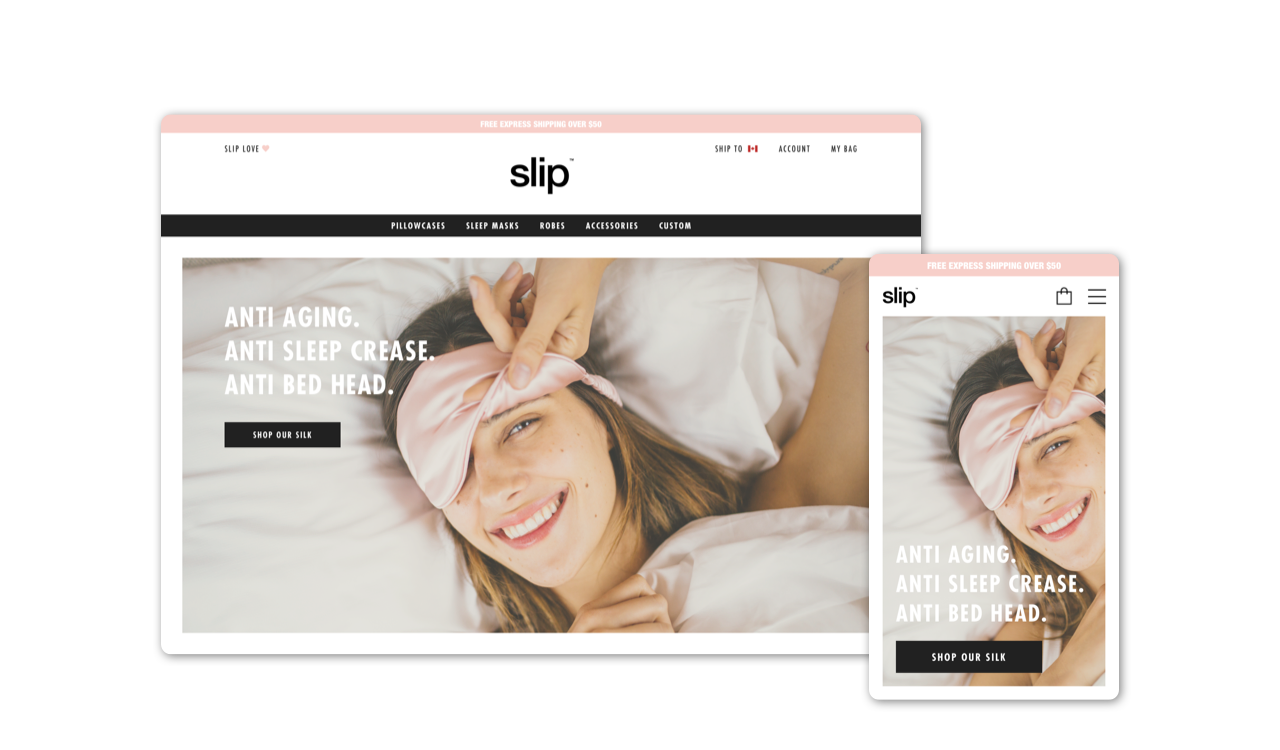 FREE EXPRESS SHIPPING OVER $50
SLIP LOVE
SHIP TO
ACCOUNT
MY BAG
slip™
PILLOWCASES
SLEEP MASKS
ROBES
ACCESSORIES
CUSTOM
ANTI AGING.
ANTI SLEEP CREASE.
ANTI BED HEAD.
SHOP OUR SILK
FREE EXPRESS SHIPPING OVER $50
slip
ANTI AGING.
ANTI SLEEP CREASE.
ANTI BED HEAD.
SHOP OUR SILK